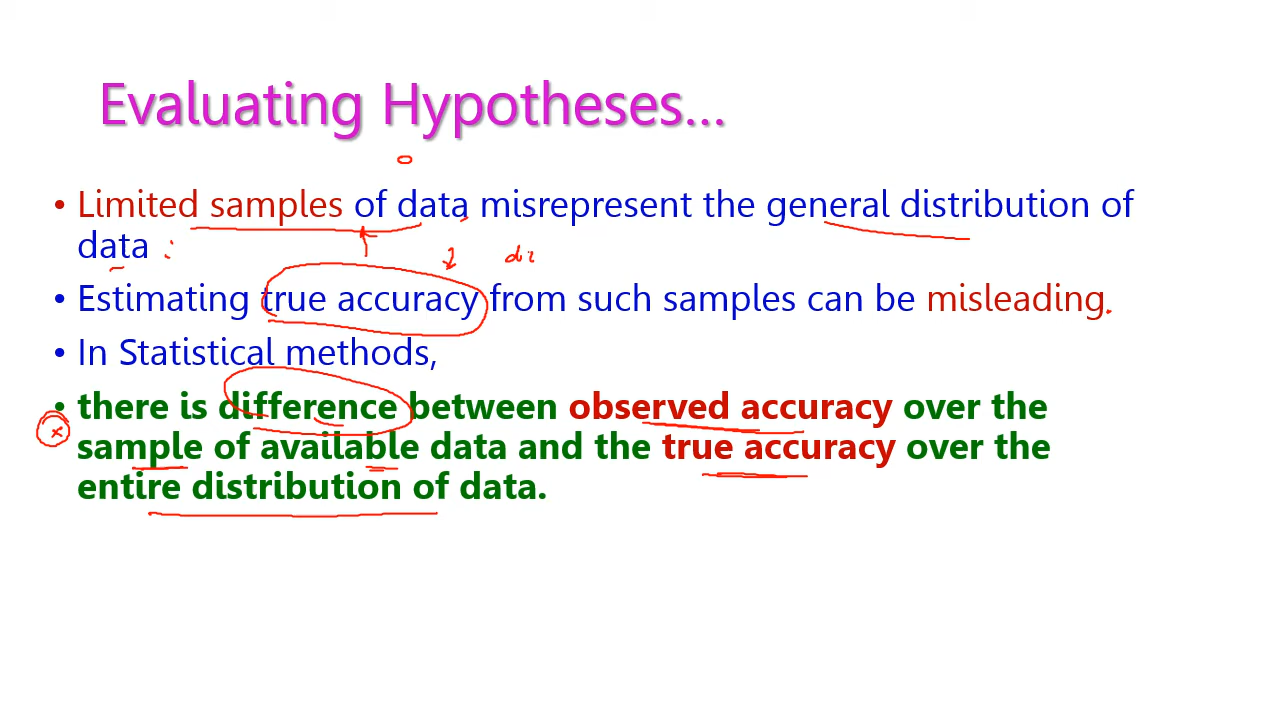 Evaluating Hypotheses...
• Limited samples of data misrepresent the general distribution of
data
• Estimating true accuracy from such samples can be misleading.
• In Statistical methods,
• there is difference between observed accuracy over the
sample of available data and the true accuracy over the
entire distribution of data.